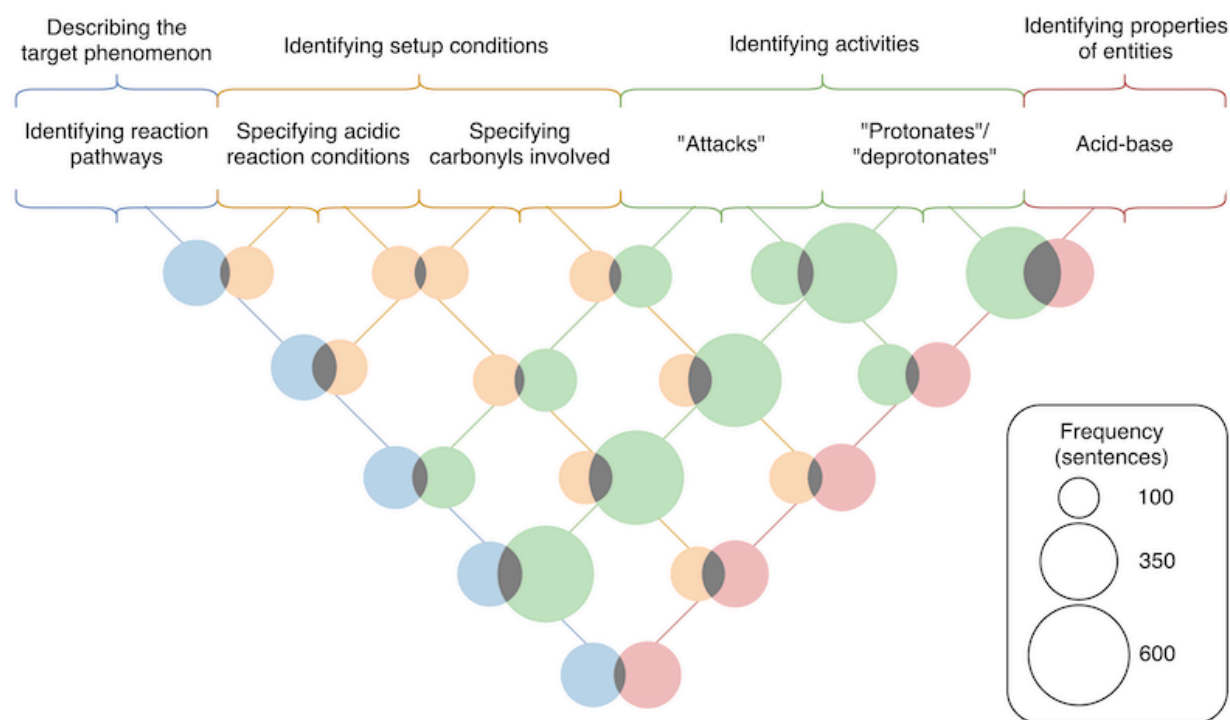 Describing the
target phenomenon
Identifying setup conditions
Identifying activities
Identifying properties
of entities
Identifying reaction
pathways
Specifying acidic
reaction conditions
Specifying
carbonyls involved
"Attacks"
"Protonates"/
"deprotonates"
Acid-base
Frequency
(sentences)
100
350
600